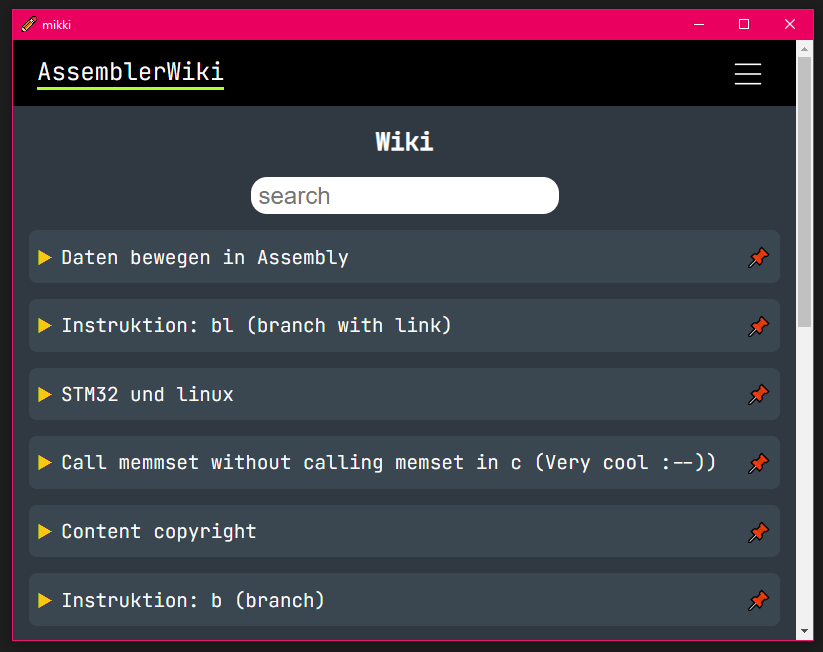 mikki
AssemblerWiki
Wiki
search
Daten bewegen in Assembly
Instruktion: bl (branch with link)
STM32 und linux
Call memmset without calling memset in c (Very cool :--))
Content copyright
Instruktion: b (branch)